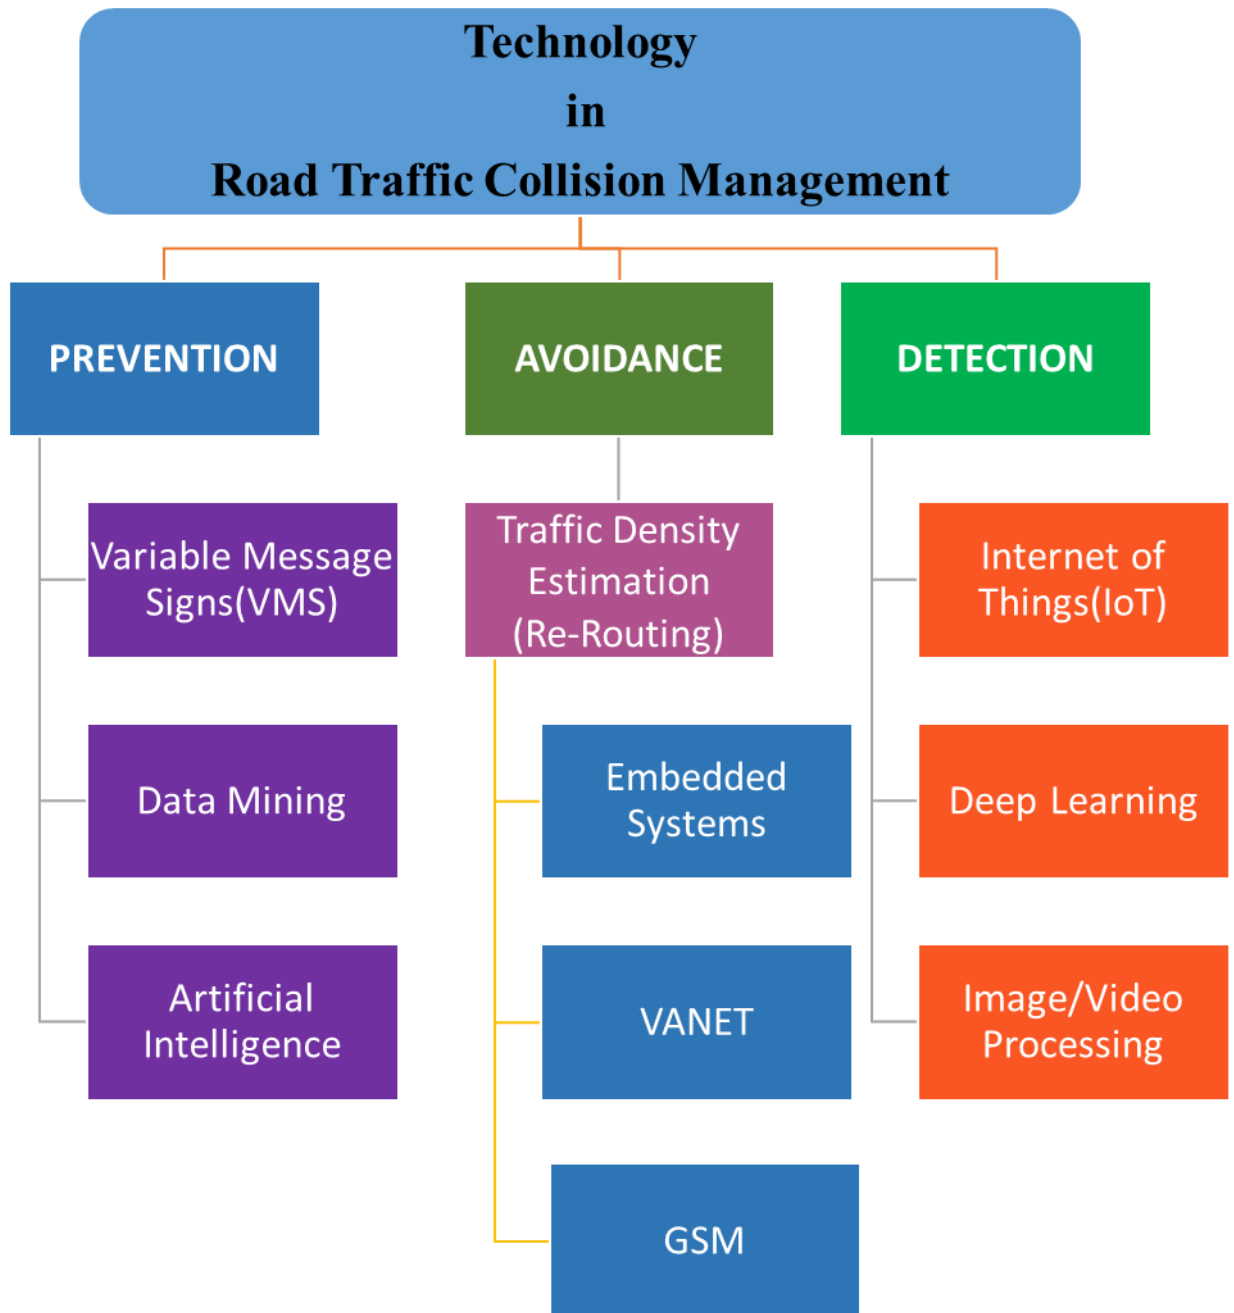 Technology
in
Road Traffic Collision Management
PREVENTION
Variable Message
Signs(VMS)
Data Mining
Artificial
Intelligence
AVOIDANCE
Traffic Density
Estimation
(Re-Routing)
Embedded
Systems
VANET
GSM
DETECTION
Internet of
Things(IoT)
Deep Learning
Image/Video
Processing